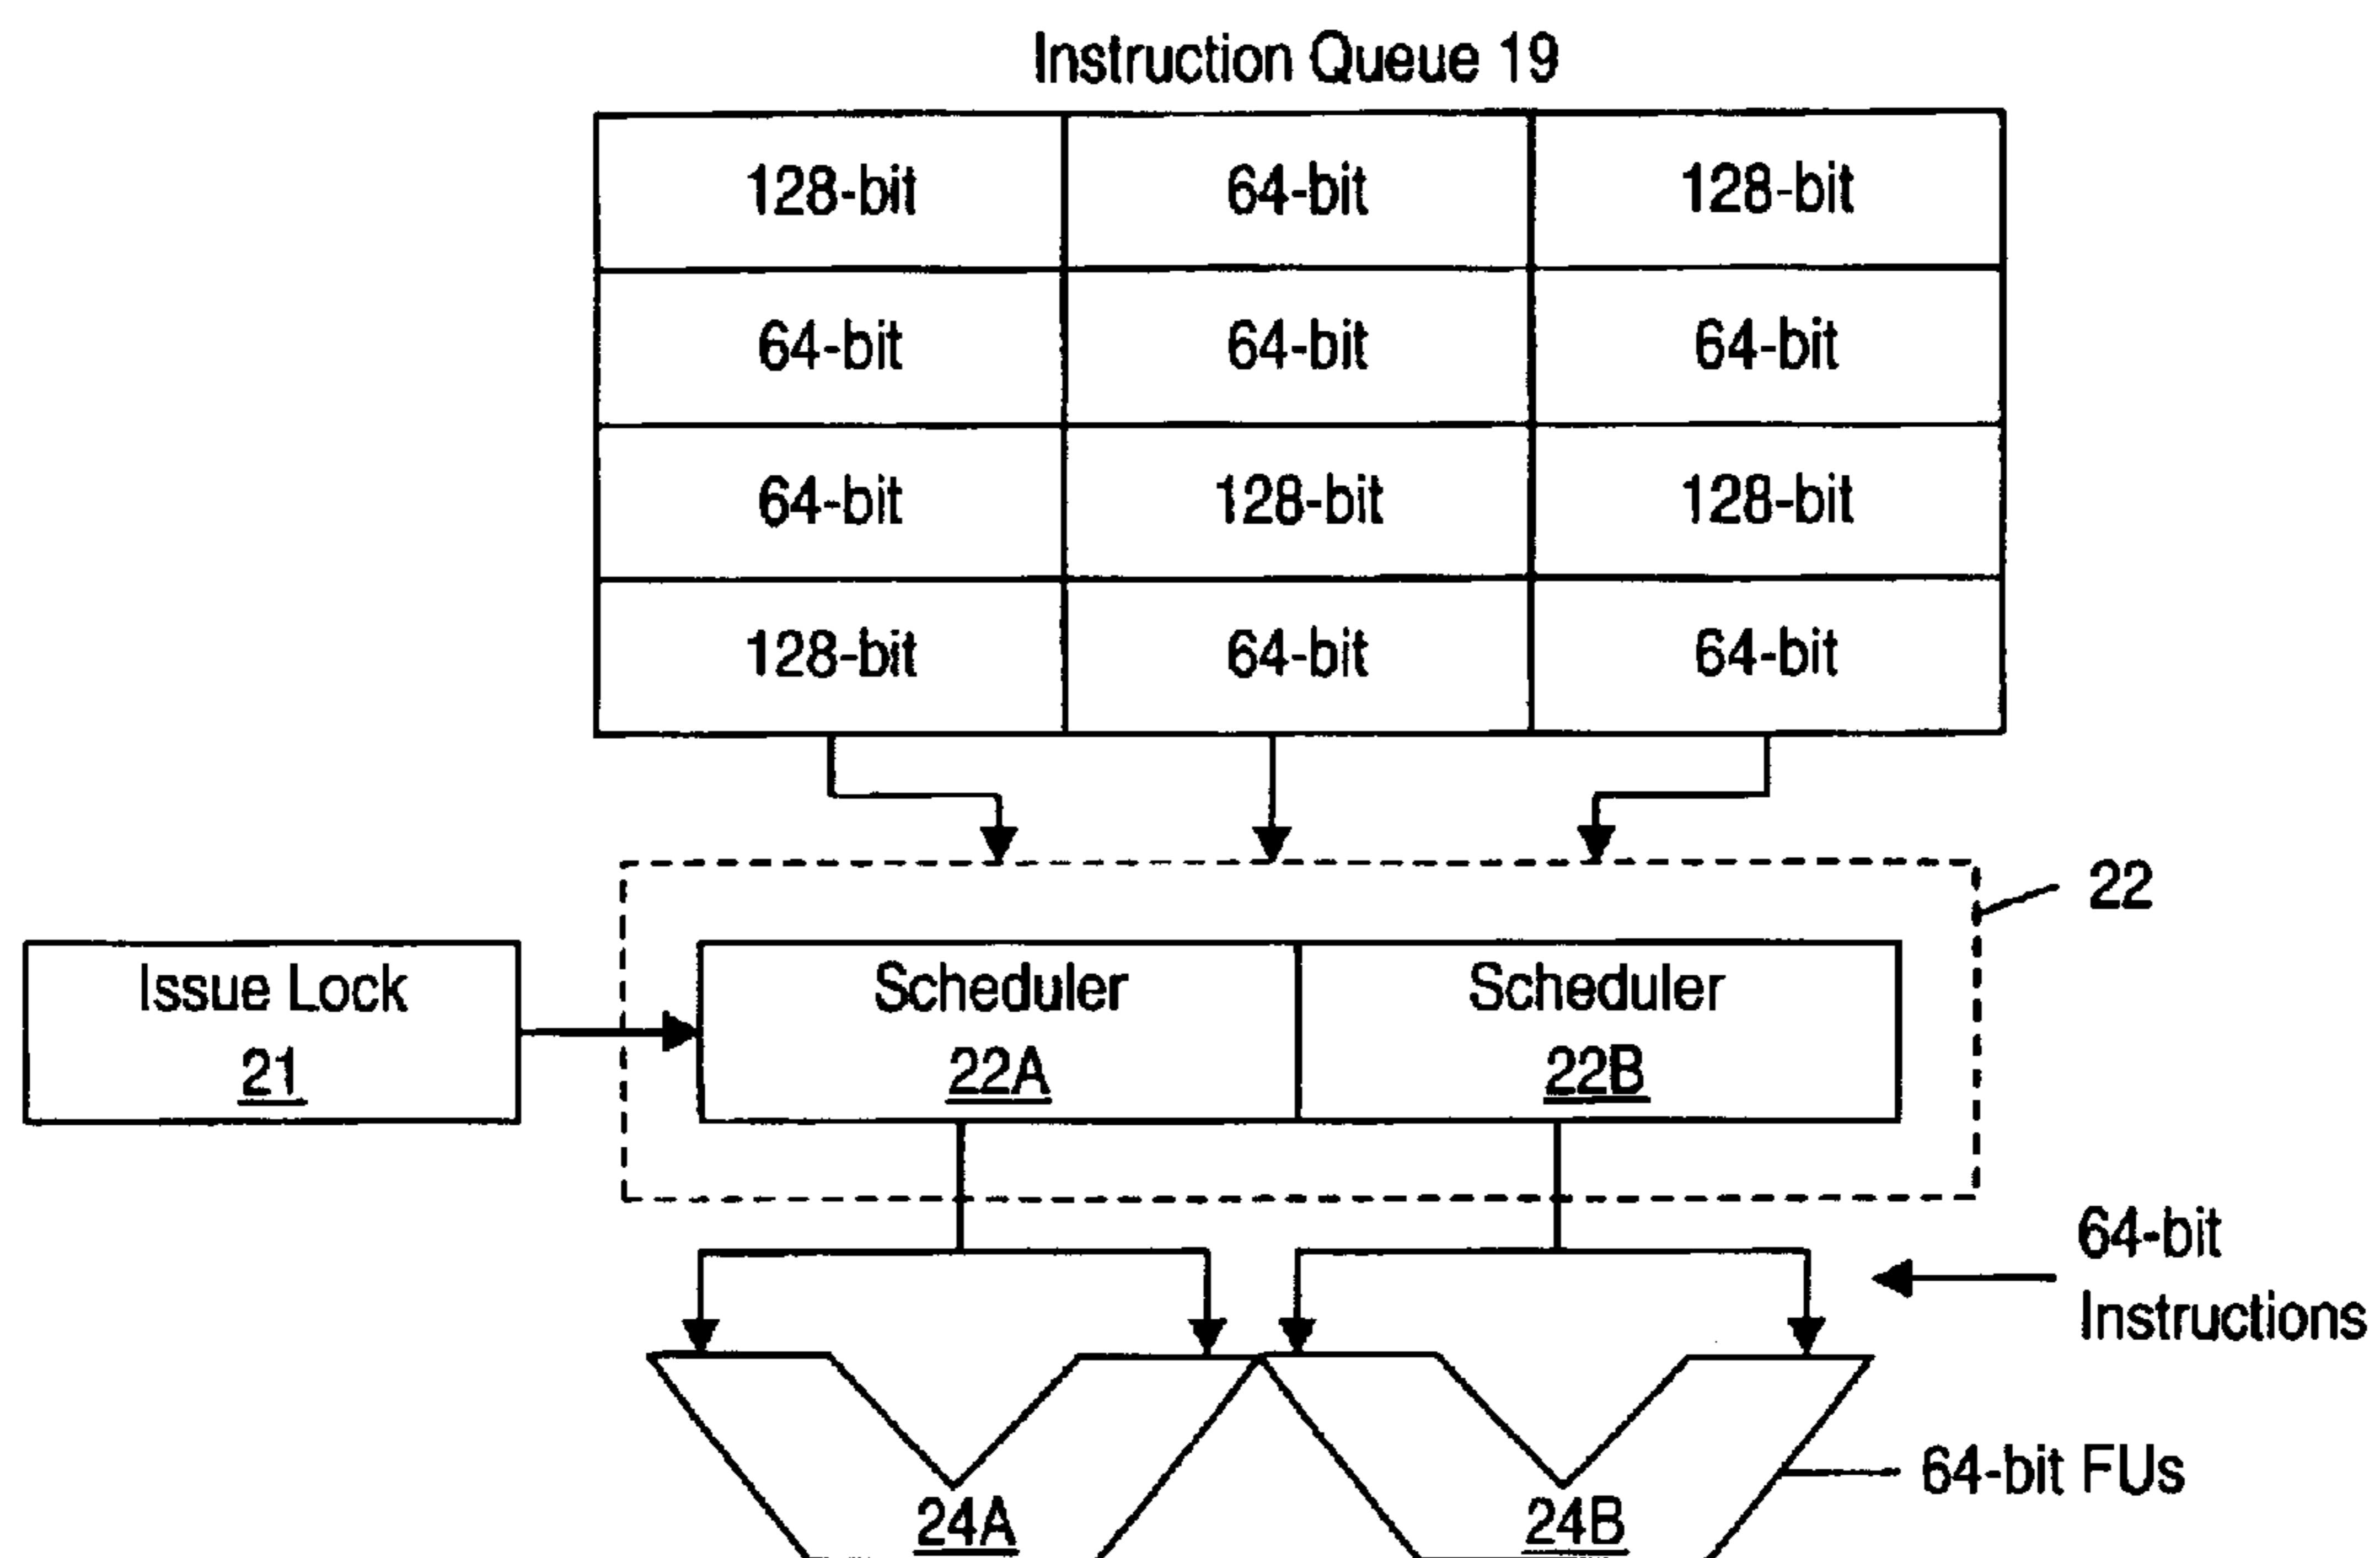 Instruction Queue 19
128-bit 64-bit 128-bit
64-bit 64-bit 64-bit
64-bit 128-bit 128-bit
128-bit 64-bit 64-bit
22
Issue Lock
21
Scheduler
22A
Scheduler
22B
64-bit
Instructions
64-bit FUs
24A
24B